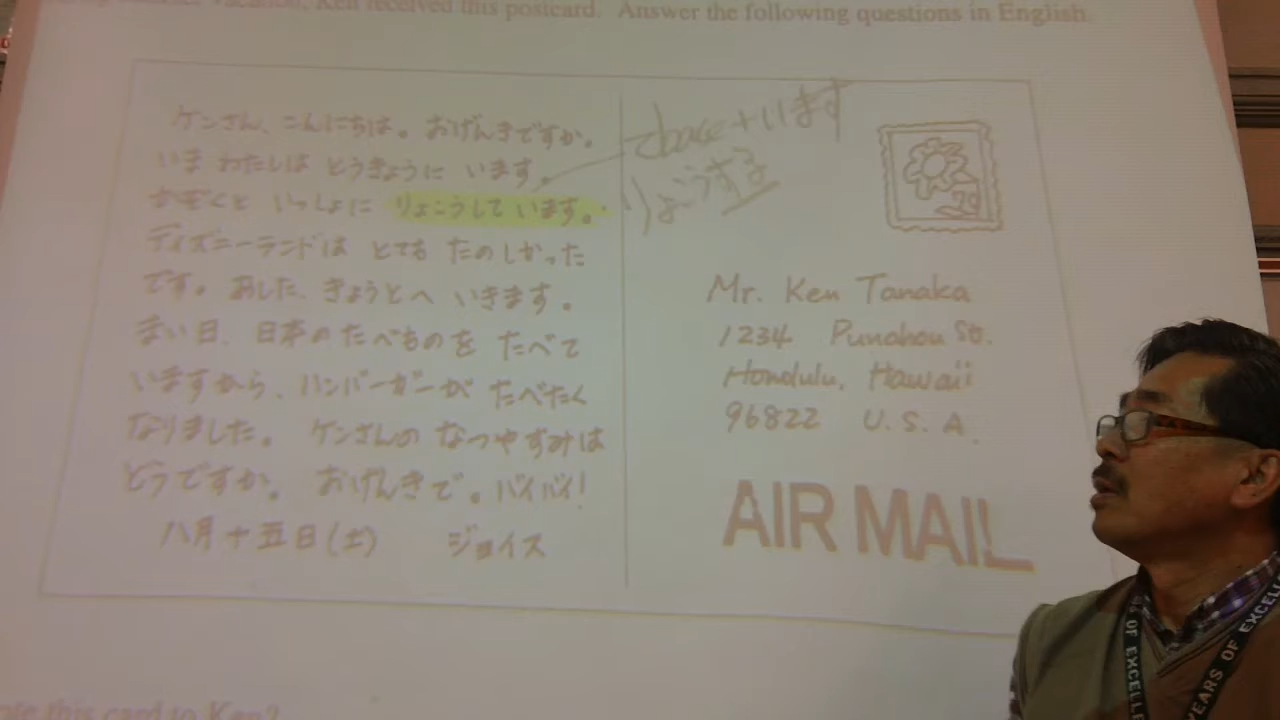 Vacation, Ken received this postcard. Answer the following questions in English.
ケンさん、こんにちは。おげんきですか。
いま わたしは とうきょうに います。
かぞくと いっしょに りょこうして います。
ディズニーランドは とても たのしかった
です。あした、きょうとへ いきます。
まい日、日本の たべものを たべて
いますから、ハンバーガーが たべたく
なりました。 ケンさんの なつやすみは
どうですか。 おげんきで。バイバイ!
八月十五日(土) ジョイス
base+います
りょこうする
Mr. Ken Tanaka
1234 Punahou St.
Honolulu, Hawaii
96822 U.S.A.
AIR MAIL
this card to Ken?
OF EXCELLE
YEARS OF EXCEL